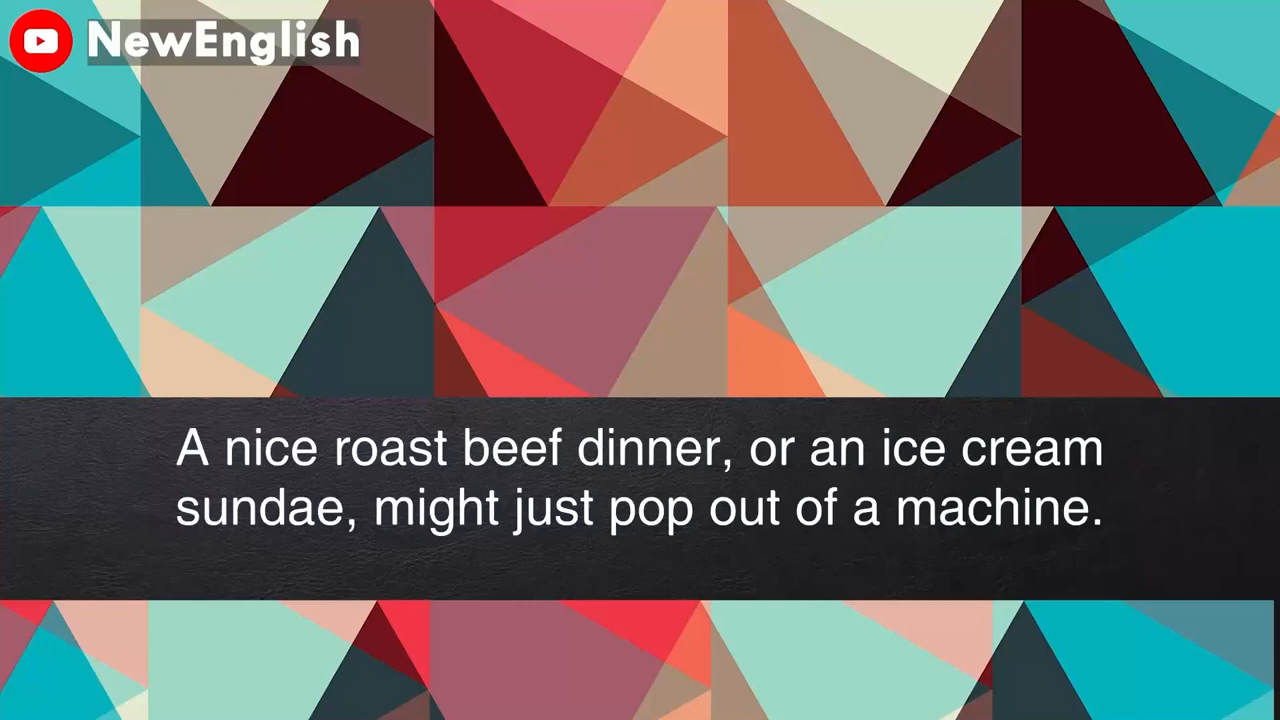 NewEnglish
A nice roast beef dinner, or an ice cream
sundae, might just pop out of a machine.